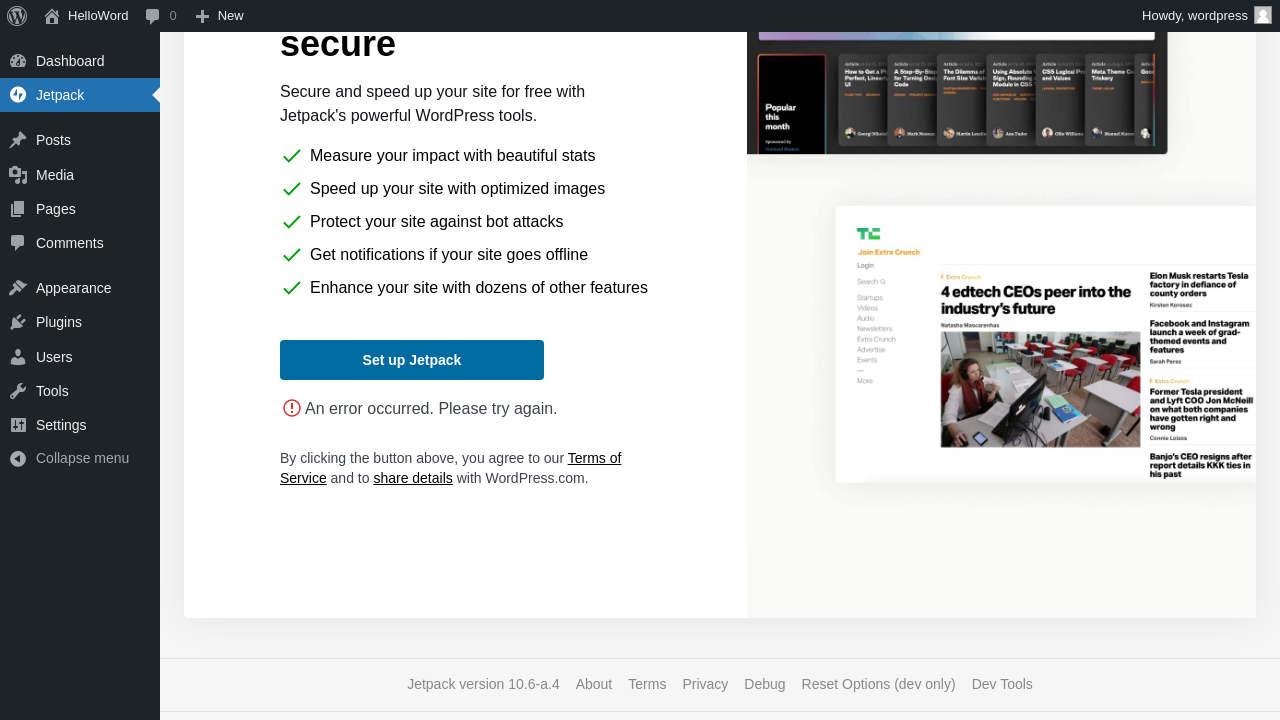 HelloWord 0 New Howdy, wordpress
Dashboard
Jetpack
Posts
Media
Pages
Comments
Appearance
Plugins
Users
Tools
Settings
Collapse menu
secure
Secure and speed up your site for free with
Jetpack's powerful WordPress tools.
Measure your impact with beautiful stats
Speed up your site with optimized images
Protect your site against bot attacks
Get notifications if your site goes offline
Enhance your site with dozens of other features
Set up Jetpack
An error occurred. Please try again.
By clicking the button above, you agree to our Terms of
Service and to share details with WordPress.com.
Popular
this
month
Join Extra Crunch
Login
Search
Startups
Videos
Audio
Newsletters
Extra Crunch
Advertise
Events
—
More
Extra Crunch
4 edtech CEOs peer into the
industry's future
Natasha Mascarenhas
Elon Musk restarts Tesla
factory in defiance of
county orders
Kirsten Korosec
Facebook and Instagram
launch a week of grad-
themed events and
features
Sarah Perez
Extra Crunch
Former Tesla president
and Lyft COO Jon McNeill
on what both companies
have gotten right and
wrong
Connie Loizos
Banjo's CEO resigns after
report details KKK ties in
his past
Jetpack version 10.6-a.4 About Terms Privacy Debug Reset Options (dev only) Dev Tools